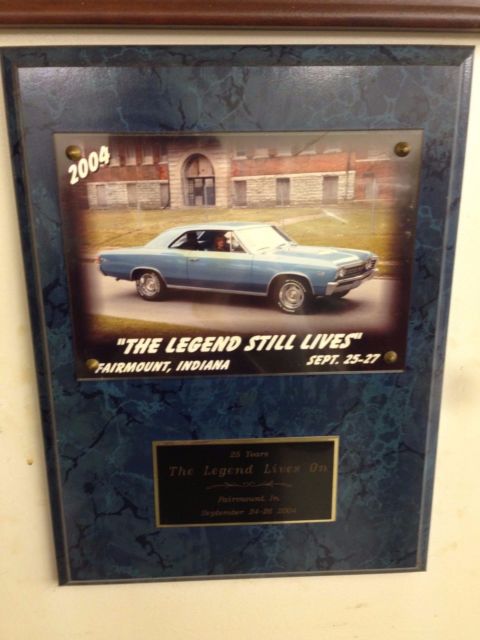 2004
"THE LEGEND STILL LIVES"
FAIRMOUNT, INDIANA SEPT. 25-27
25 Years
The Legend Lives On
Fairmount, In.
September 24-26 2004